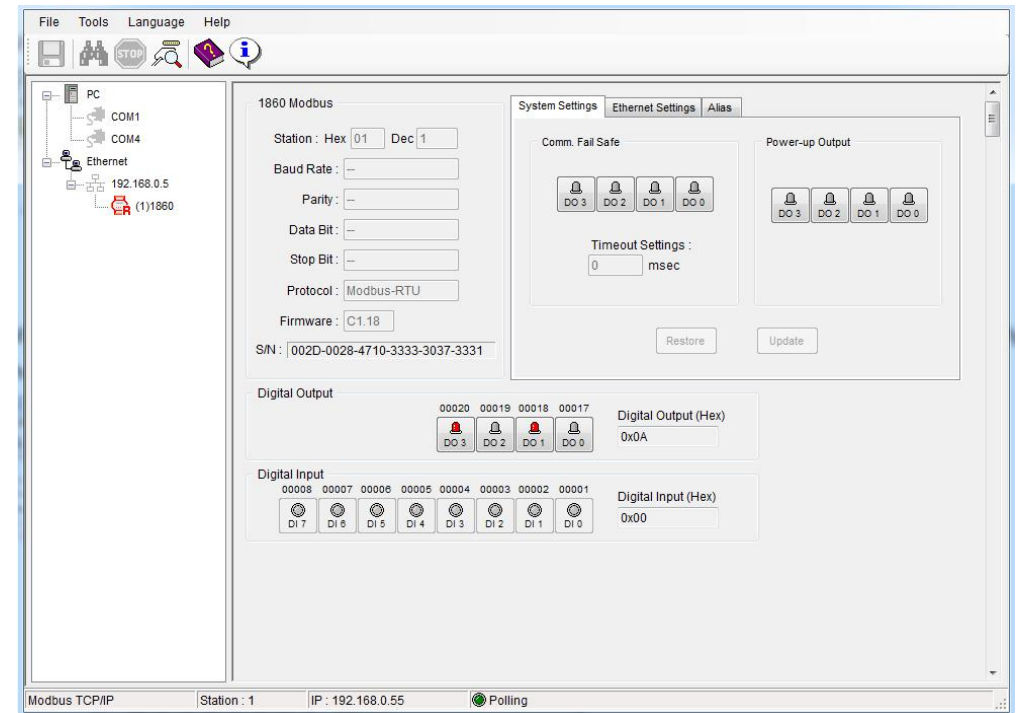 File Tools Language Help
STOP
PC
COM1
COM4
Ethernet
192.168.0.5
(1)1860
1860 Modbus
Station : Hex 01 Dec 1
Baud Rate : --
Parity : --
Data Bit : --
Stop Bit : --
Protocol : Modbus-RTU
Firmware : C1.18
S/N : 002D-0028-4710-3333-3037-3331
System Settings Ethernet Settings Alias
Comm. Fail Safe
DO 3 DO 2 DO 1 DO 0
Timeout Settings :
0 msec
Power-up Output
DO 3 DO 2 DO 1 DO 0
Restore Update
Digital Output
00020 00019 00018 00017
DO 3 DO 2 DO 1 DO 0
Digital Output (Hex)
0x0A
Digital Input
00008 00007 00006 00005 00004 00003 00002 00001
DI 7 DI 6 DI 5 DI 4 DI 3 DI 2 DI 1 DI 0
Digital Input (Hex)
0x00
Modbus TCP/IP Station : 1 IP : 192.168.0.55 Polling